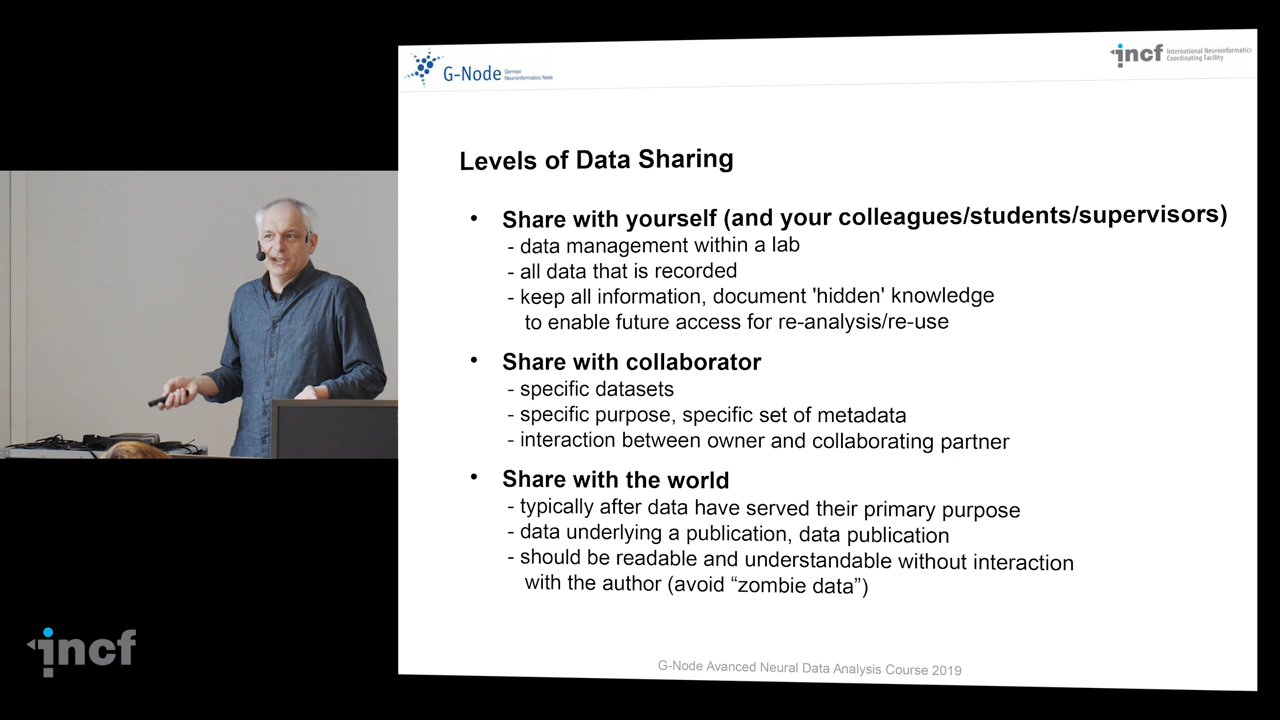 G-Node German
Neuroinformatics Node
incf International Neuroinformatics
Coordinating Facility
Levels of Data Sharing
• Share with yourself (and your colleagues/students/supervisors)
- data management within a lab
- all data that is recorded
- keep all information, document 'hidden' knowledge
to enable future access for re-analysis/re-use
• Share with collaborator
- specific datasets
- specific purpose, specific set of metadata
- interaction between owner and collaborating partner
• Share with the world
- typically after data have served their primary purpose
- data underlying a publication, data publication
- should be readable and understandable without interaction
with the author (avoid “zombie data”)
G-Node Avanced Neural Data Analysis Course 2019
incf